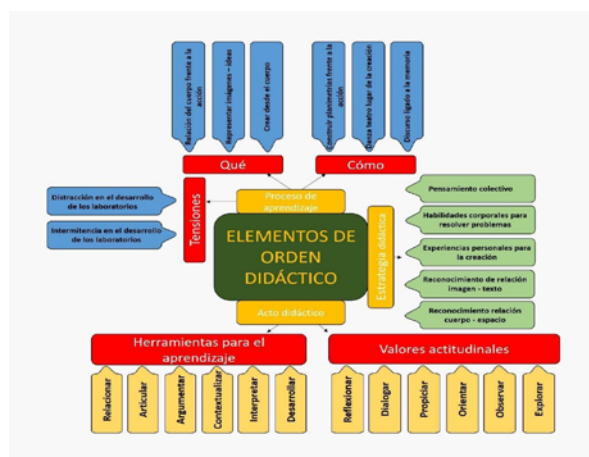 Relación del cuerpo frente a la
acción
Representar imágenes – ideas
Crear desde el cuerpo
Construir planimetrías frente a la
acción
Danza teatro lugar de la creación
Discurso ligado a la memoria
Qué
Cómo
Distracción en el desarrollo
de los laboratorios
Intermitencia en el desarrollo
de los laboratorios
Tensiones
Proceso de
aprendizaje
ELEMENTOS DE
ORDEN
DIDÁCTICO
Estrategia didáctica
Pensamiento colectivo
Habilidades corporales para
resolver problemas
Experiencias personales para
la creación
Reconocimiento de relación
imagen - texto
Reconocimiento relación
cuerpo - espacio
Acto didáctico
Herramientas para el
aprendizaje
Valores actitudinales
Relacionar
Articular
Argumentar
Contextualizar
Interpretar
Desarrollar
Reflexionar
Dialogar
Propiciar
Orientar
Observar
Explorar